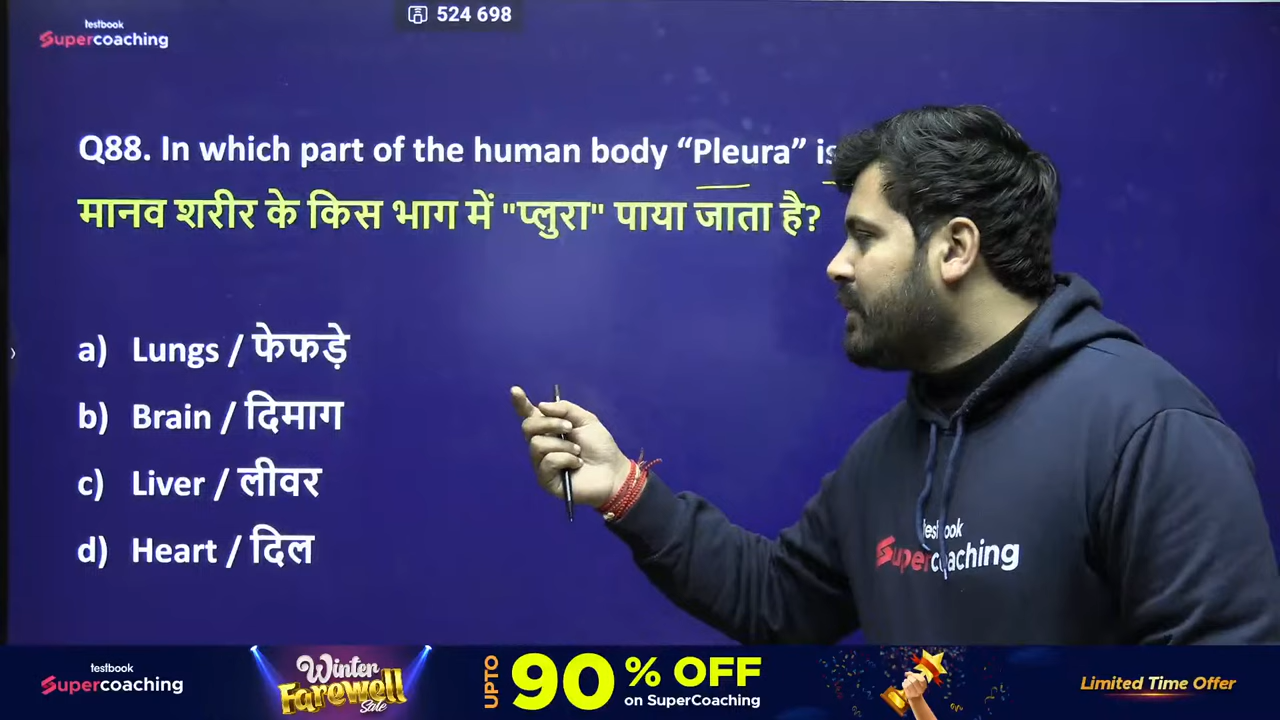 524 698
testbook
Supercoaching
Q88. In which part of the human body “Pleura” is
मानव शरीर के किस भाग में "प्लुरा" पाया जाता है?
a) Lungs / फेफड़े
b) Brain / दिमाग
c) Liver / लीवर
d) Heart / दिल
testbook
Supercoaching
testbook
Supercoaching
Winter
Farewell
Sale
UPTO 90% OFF
on SuperCoaching
Limited Time Offer